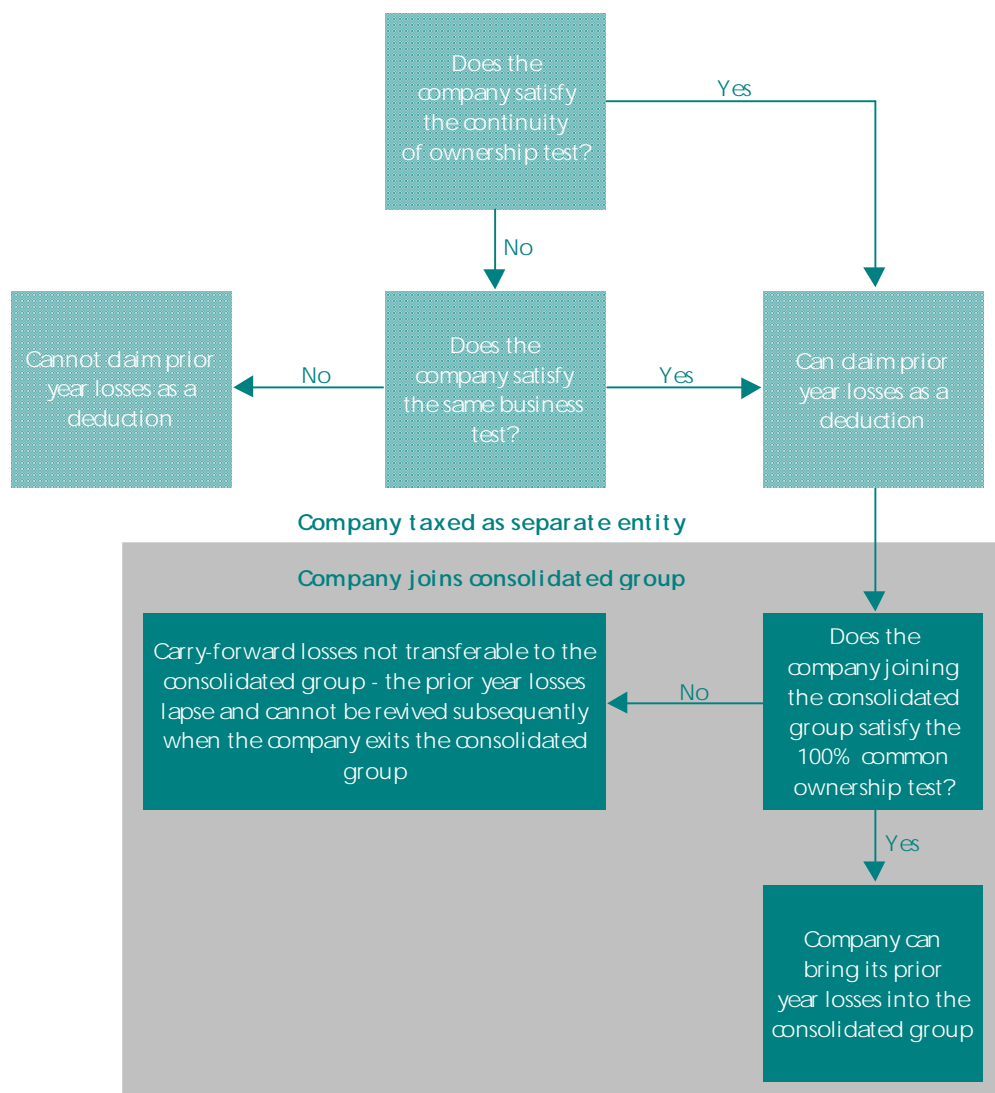 Does the
company satisfy
the continuity
of ownership test?
Yes
No
Cannot claim prior
year losses as a
deduction
No
Does the
company satisfy
the same business
test?
Yes
Can claim prior
year losses as a
deduction
Company taxed as separate entity
Company joins consolidated group
Carry-forward losses not transferable to the
consolidated group - the prior year losses
lapse and cannot be revived subsequently
when the company exits the consolidated
group
No
Does the
company joining
the consolidated
group satisfy the
100% common
ownership test?
Yes
Company can
bring its prior
year losses into the
consolidated group